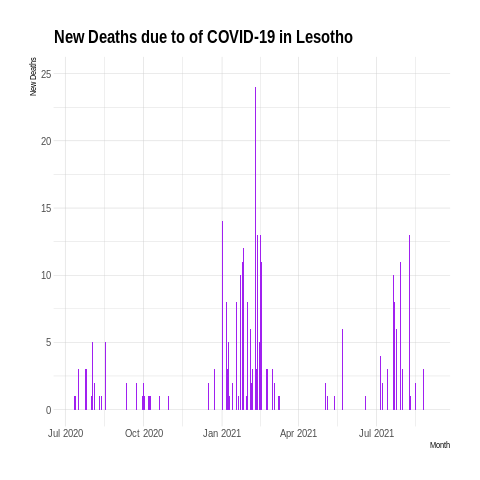 New Deaths due to of COVID-19 in Lesotho
New Deaths
25
20
15
10
5
0
Jul 2020 Oct 2020 Jan 2021 Apr 2021 Jul 2021
Month